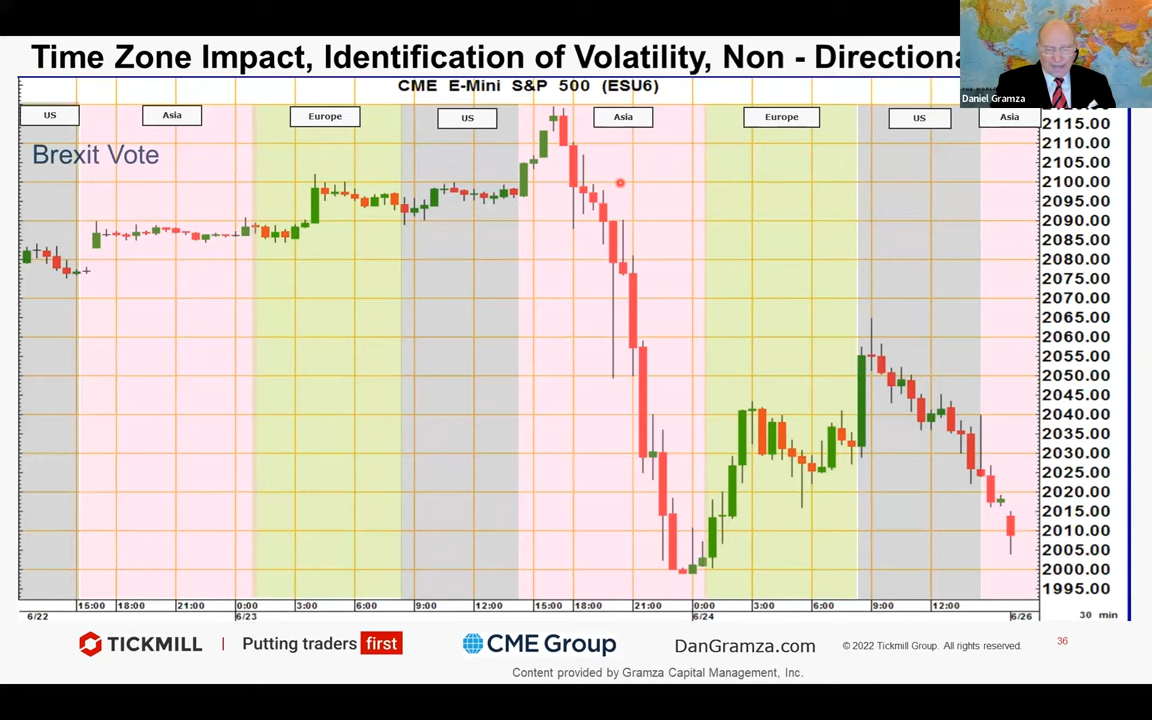 Time Zone Impact, Identification of Volatility, Non - Directiona
Daniel Gramza
CME E-Mini S&P 500 (ESU6)
US
Asia
Europe
US
Asia
Europe
US
Asia
Brexit Vote
2115.00
2110.00
2105.00
2100.00
2095.00
2090.00
2085.00
2080.00
2075.00
2070.00
2065.00
2060.00
2055.00
2050.00
2045.00
2040.00
2035.00
2030.00
2025.00
2020.00
2015.00
2010.00
2005.00
2000.00
1995.00
15:00 18:00 21:00 0:00 3:00 6:00 9:00 12:00 15:00 18:00 21:00 0:00 3:00 6:00 9:00 12:00
6/22 6/23 6/24 6/26
30 min
TICKMILL | Putting traders first
CME Group
DanGramza.com
© 2022 Tickmill Group. All rights reserved.
36
Content provided by Gramza Capital Management, Inc.